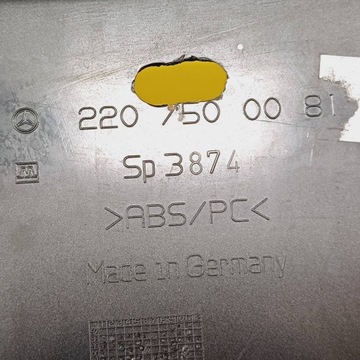 220 750 00 81
Sp 3874
>ABS/PC<
Made in Germany